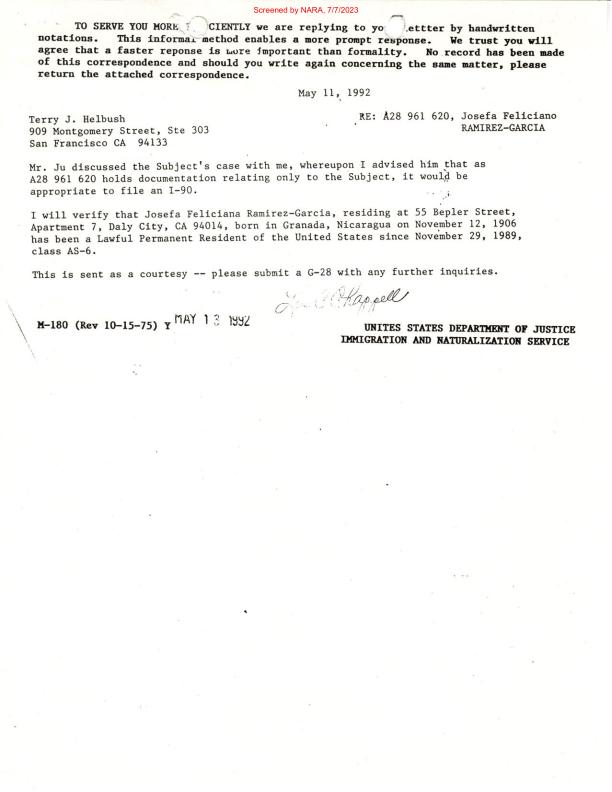 Screened by NARA, 7/7/2023
TO SERVE YOU MORE CIENTLY we are replying to yo ettter by handwritten
notations. This informal method enables a more prompt response. We trust you will
agree that a faster reponse is more important than formality. No record has been made
of this correspondence and should you write again concerning the same matter, please
return the attached correspondence.
May 11, 1992
Terry J. Helbush
909 Montgomery Street, Ste 303
San Francisco CA 94133
RE: A28 961 620, Josefa Feliciano
RAMIREZ-GARCIA
Mr. Ju discussed the Subject's case with me, whereupon I advised him that as
A28 961 620 holds documentation relating only to the Subject, it would be
appropriate to file an I-90.
I will verify that Josefa Feliciana Ramirez-Garcia, residing at 55 Bepler Street,
Apartment 7, Daly City, CA 94014, born in Granada, Nicaragua on November 12, 1906
has been a Lawful Permanent Resident of the United States since November 29, 1989,
class AS-6.
This is sent as a courtesy -- please submit a G-28 with any further inquiries.
M-180 (Rev 10-15-75) Y MAY 13 1992
UNITES STATES DEPARTMENT OF JUSTICE
IMMIGRATION AND NATURALIZATION SERVICE